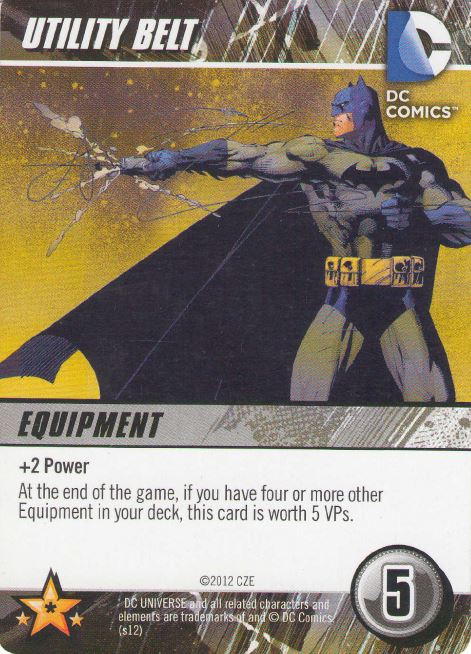 UTILITY BELT
DC
COMICS™
EQUIPMENT
+2 Power
At the end of the game, if you have four or more other
Equipment in your deck, this card is worth 5 VPs.
©2012 CZE
*
DC UNIVERSE and all related characters and
elements are trademarks of and © DC Comics
(s12)
5